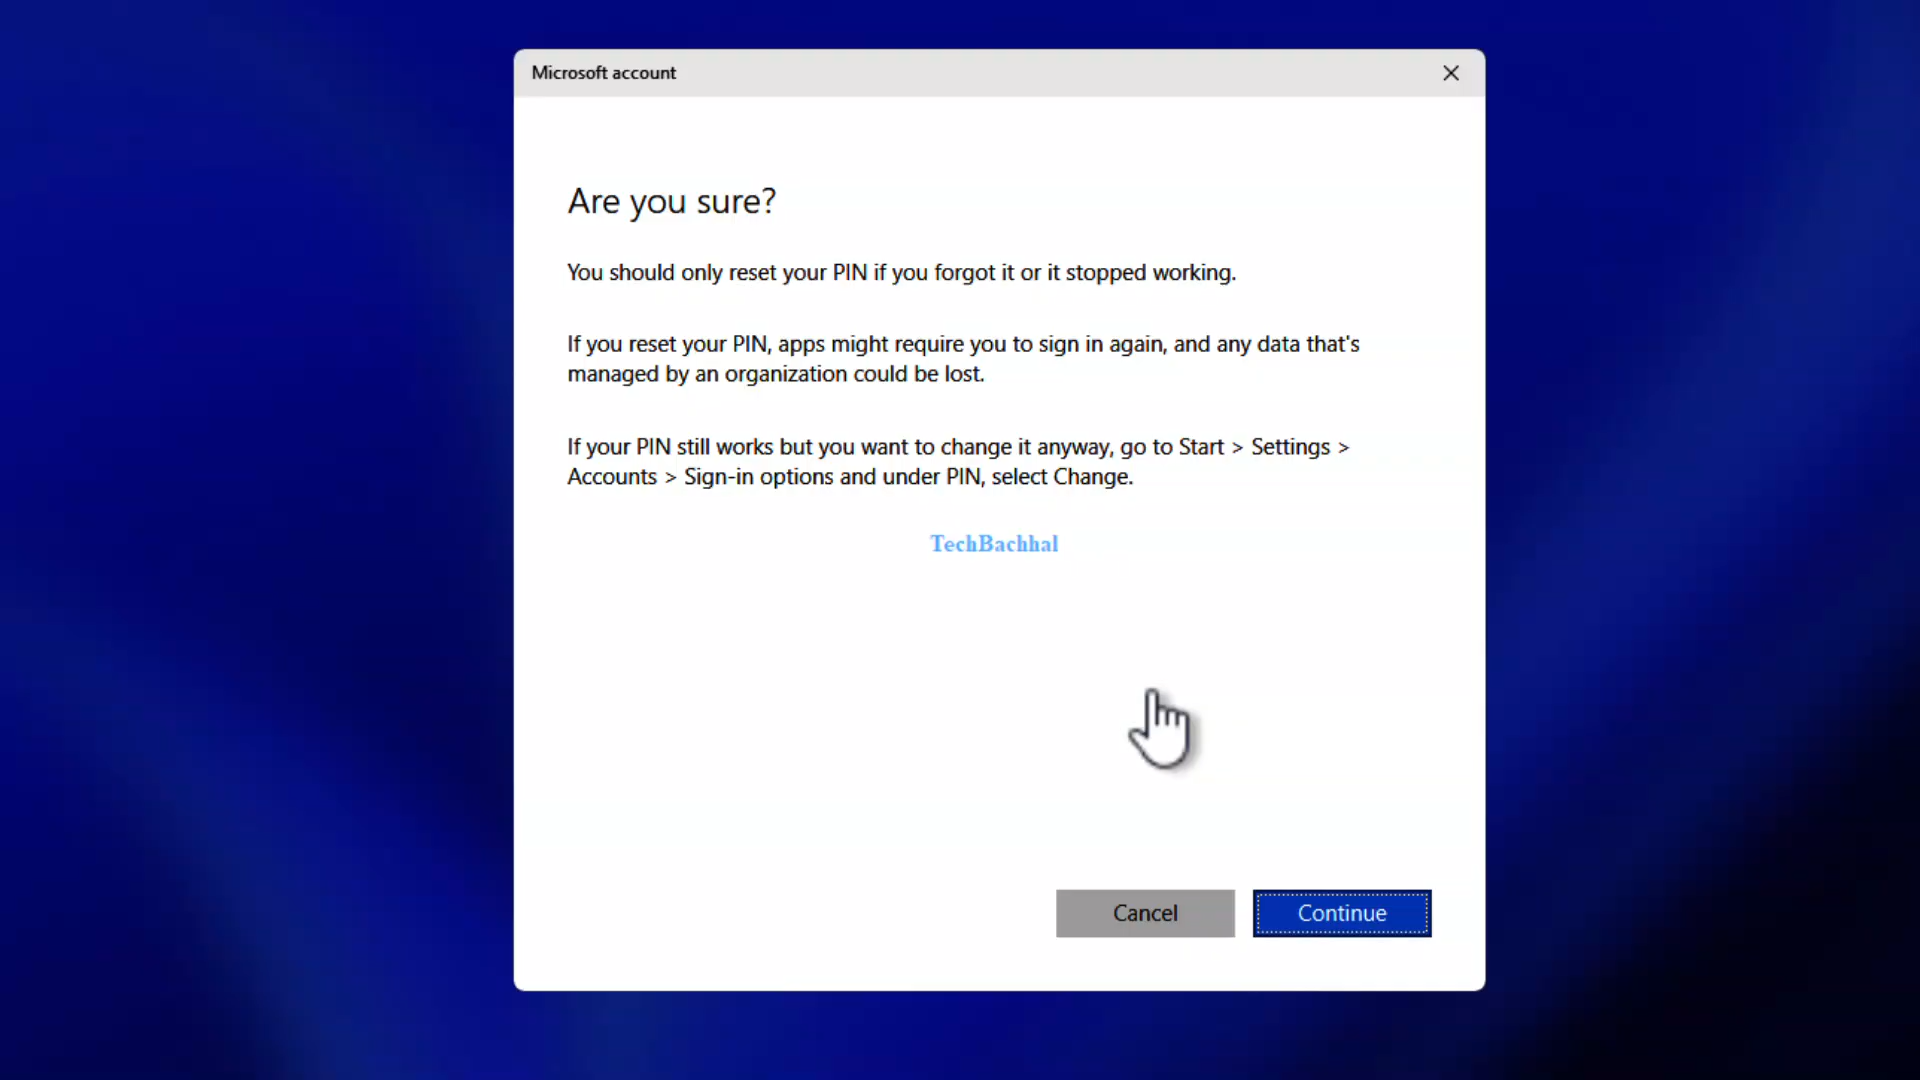 Microsoft account
Are you sure?
You should only reset your PIN if you forgot it or it stopped working.
If you reset your PIN, apps might require you to sign in again, and any data that's
managed by an organization could be lost.
If your PIN still works but you want to change it anyway, go to Start > Settings >
Accounts > Sign-in options and under PIN, select Change.
TechBachhal
Cancel
Continue